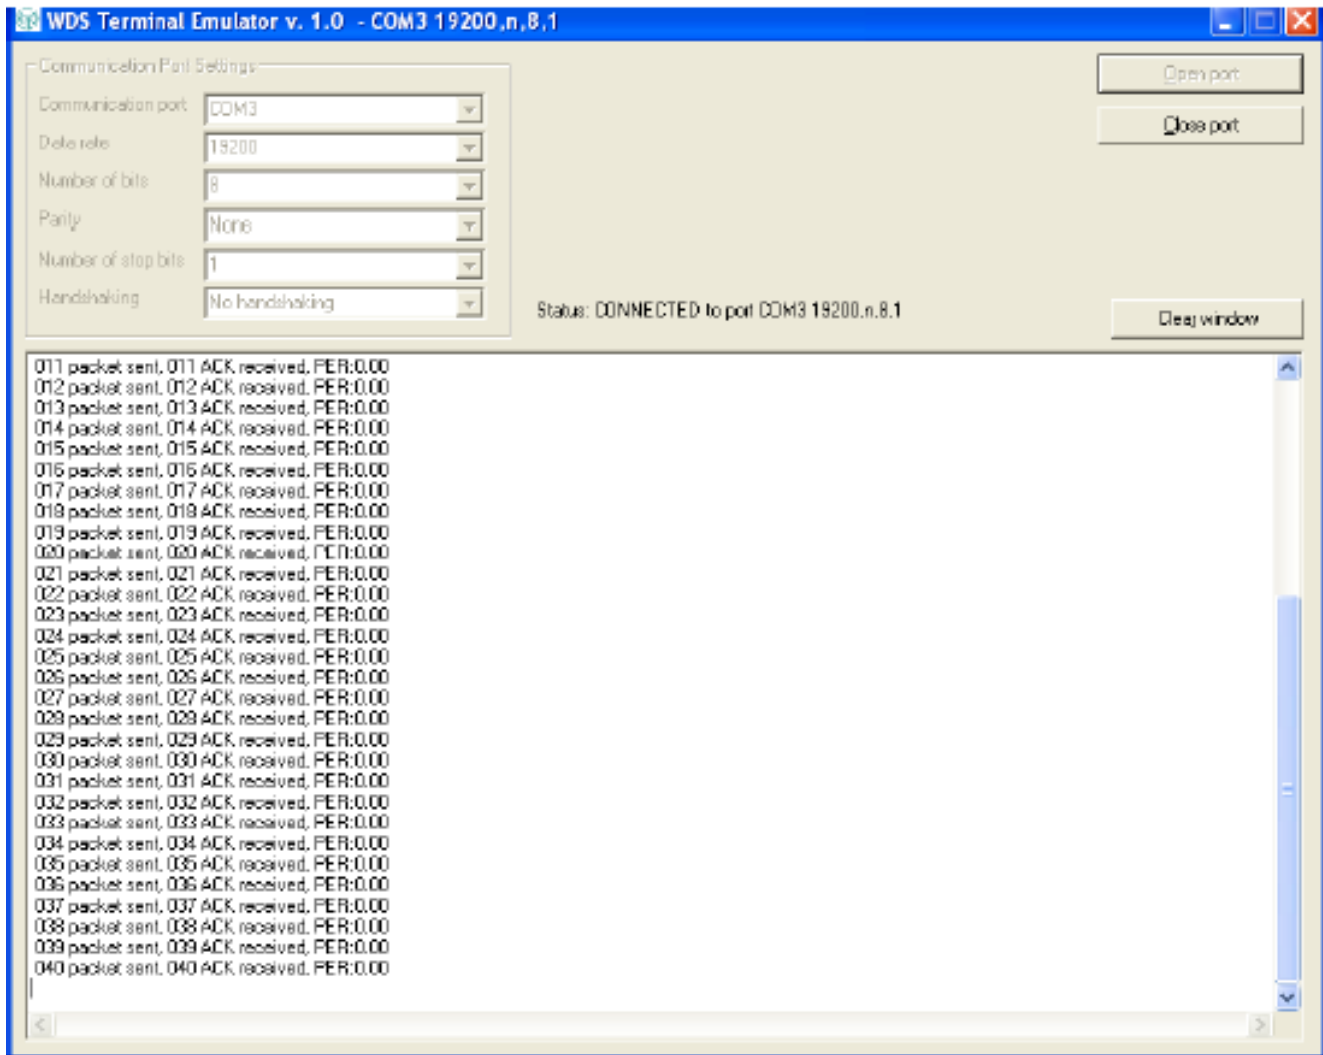 WDS Terminal Emulator v. 1.0 - COM3 19200,n,8,1
Communication Port Settings
Open port
Communication port COM3
Close port
Data rate 19200
Number of bits 8
Parity None
Number of stop bits 1
Handshaking No handshaking
Status: CONNECTED to port COM3 19200.n.8.1
Clear window
011 packet sent, 011 ACK received, PER:0.00
012 packet sent, 012 ACK received, PER:0.00
013 packet sent, 013 ACK received, PER:0.00
014 packet sent, 014 ACK received, PER:0.00
015 packet sent, 015 ACK received, PER:0.00
016 packet sent, 016 ACK received, PER:0.00
017 packet sent, 017 ACK received, PER:0.00
018 packet sent, 018 ACK received, PER:0.00
019 packet sent, 019 ACK received, PER:0.00
020 packet sent, 020 ACK received, PER:0.00
021 packet sent, 021 ACK received, PER:0.00
022 packet sent, 022 ACK received, PER:0.00
023 packet sent, 023 ACK received, PER:0.00
024 packet sent, 024 ACK received, PER:0.00
025 packet sent, 025 ACK received, PER:0.00
026 packet sent, 026 ACK received, PER:0.00
027 packet sent, 027 ACK received, PER:0.00
028 packet sent, 028 ACK received, PER:0.00
029 packet sent, 029 ACK received, PER:0.00
030 packet sent, 030 ACK received, PER:0.00
031 packet sent, 031 ACK received, PER:0.00
032 packet sent, 032 ACK received, PER:0.00
033 packet sent, 033 ACK received, PER:0.00
034 packet sent, 034 ACK received, PER:0.00
035 packet sent, 035 ACK received, PER:0.00
036 packet sent, 036 ACK received, PER:0.00
037 packet sent, 037 ACK received, PER:0.00
038 packet sent, 038 ACK received, PER:0.00
039 packet sent, 039 ACK received, PER:0.00
040 packet sent, 040 ACK received, PER:0.00